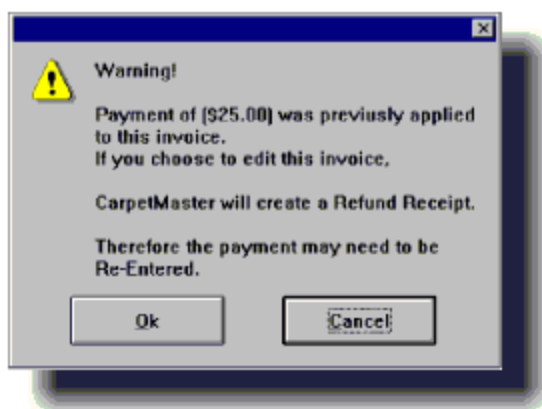 Warning!
Payment of ($25.00) was previusly applied
to this invoice.
If you choose to edit this invoice,
CarpetMaster will create a Refund Receipt.
Therefore the payment may need to be
Re-Entered.
Ok
Cancel